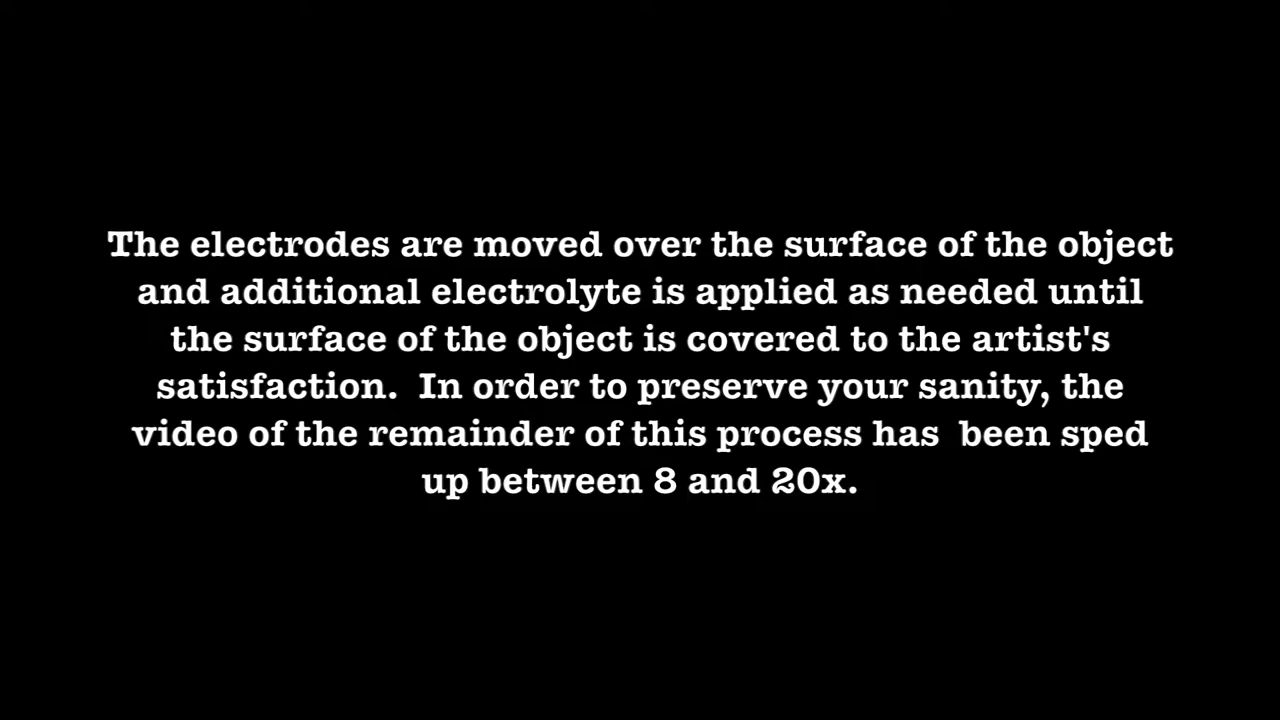 The electrodes are moved over the surface of the object
and additional electrolyte is applied as needed until
the surface of the object is covered to the artist's
satisfaction.  In order to preserve your sanity, the
video of the remainder of this process has  been sped
up between 8 and 20x.